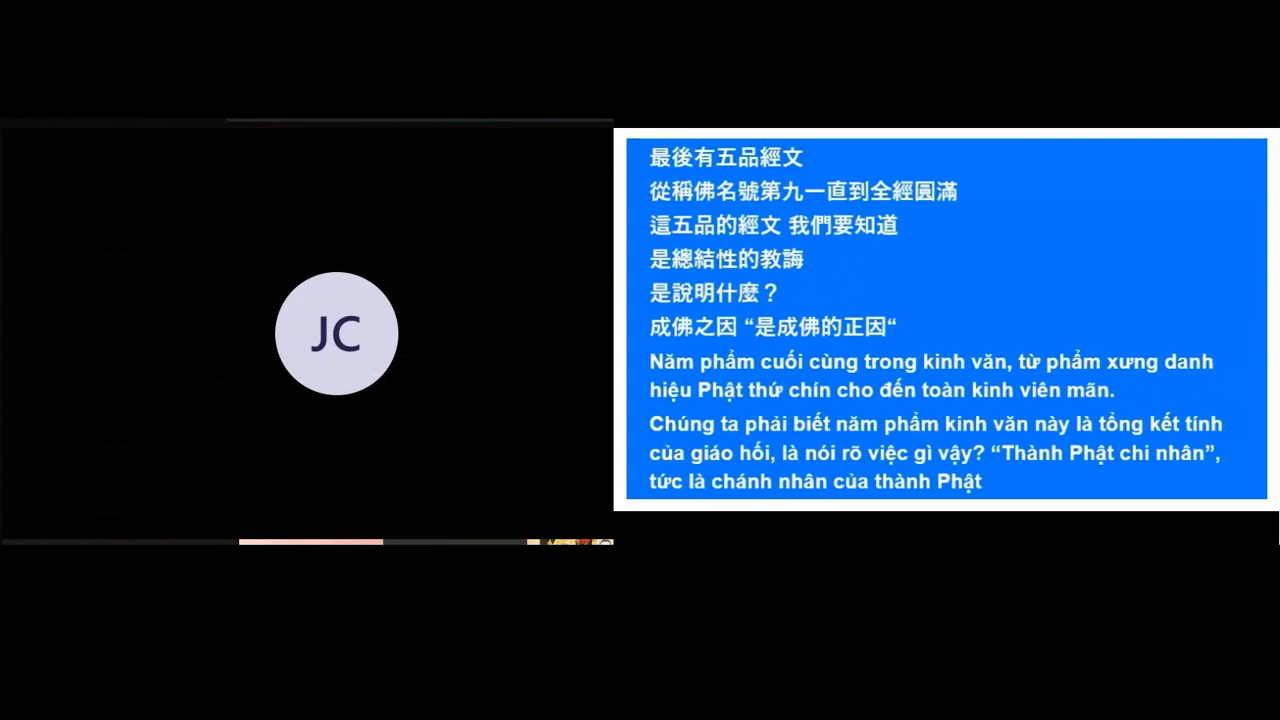 JC
最後有五品經文
從稱佛名號第九一直到全經圓滿
這五品的經文 我們要知道
是總結性的教誨
是說明什麼？
成佛之因 “是成佛的正因“
Năm phẩm cuối cùng trong kinh văn, từ phẩm xưng danh
hiệu Phật thứ chín cho đến toàn kinh viên mãn.
Chúng ta phải biết năm phẩm kinh văn này là tổng kết tính
của giáo hối, là nói rõ việc gì vậy? “Thành Phật chi nhân”,
tức là chánh nhân của thành Phật